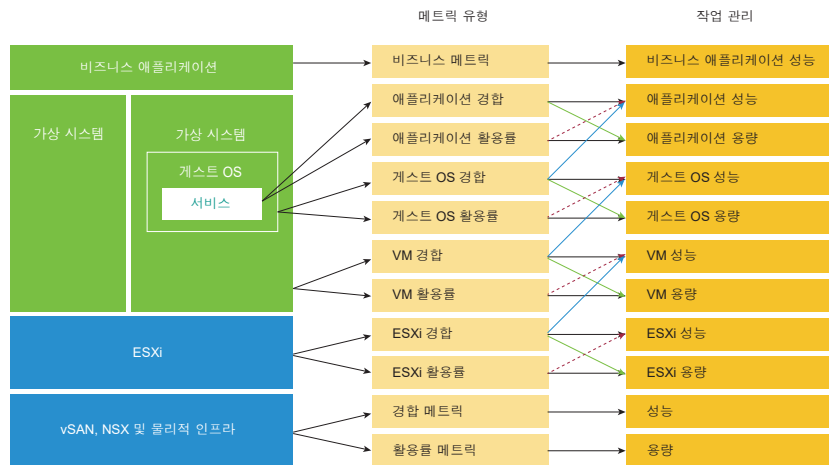 메트릭 유형
작업 관리
비즈니스 애플리케이션
비즈니스 메트릭
비즈니스 애플리케이션 성능
가상 시스템
가상 시스템
게스트 OS
서비스
애플리케이션 경합
애플리케이션 성능
애플리케이션 활용률
애플리케이션 용량
게스트 OS 경합
게스트 OS 성능
게스트 OS 활용률
게스트 OS 용량
VM 경합
VM 성능
VM 활용률
VM 용량
ESXi
ESXi 경합
ESXi 성능
ESXi 활용률
ESXi 용량
vSAN, NSX 및 물리적 인프라
경합 메트릭
성능
활용률 메트릭
용량